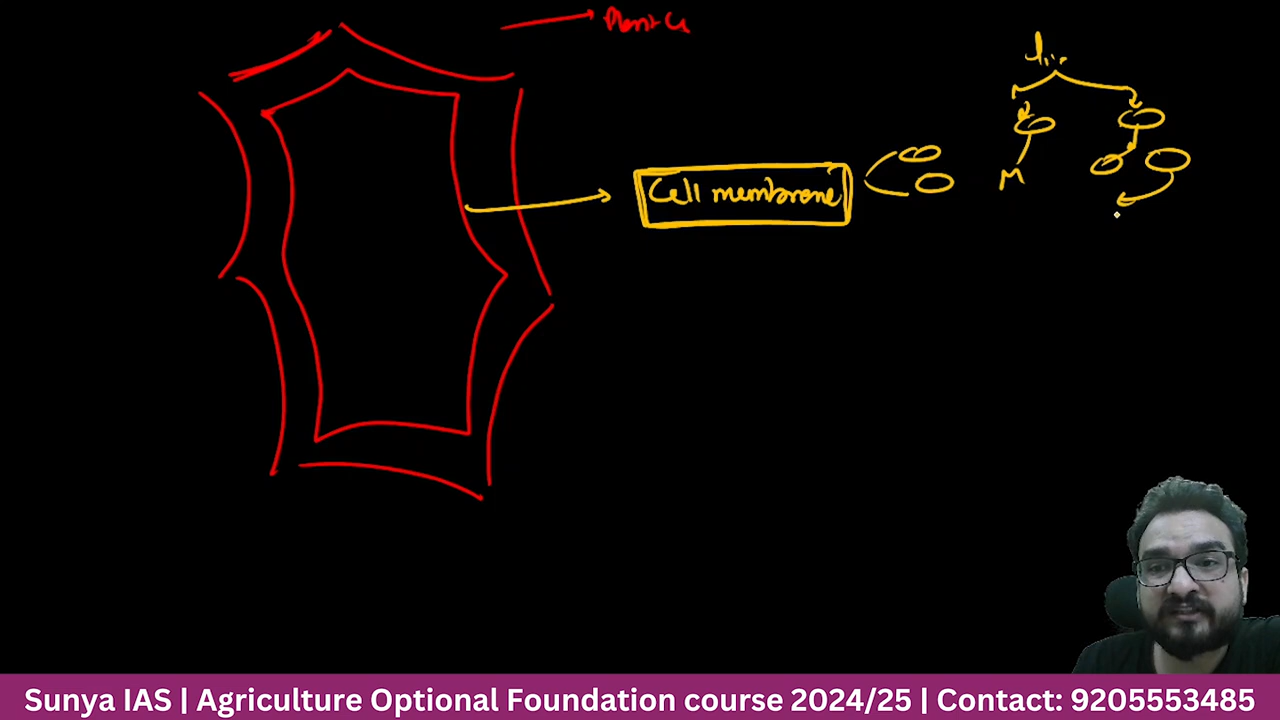 Cell membrane
M
Sunya IAS | Agriculture Optional Foundation course 2024/25 | Contact: 9205553485